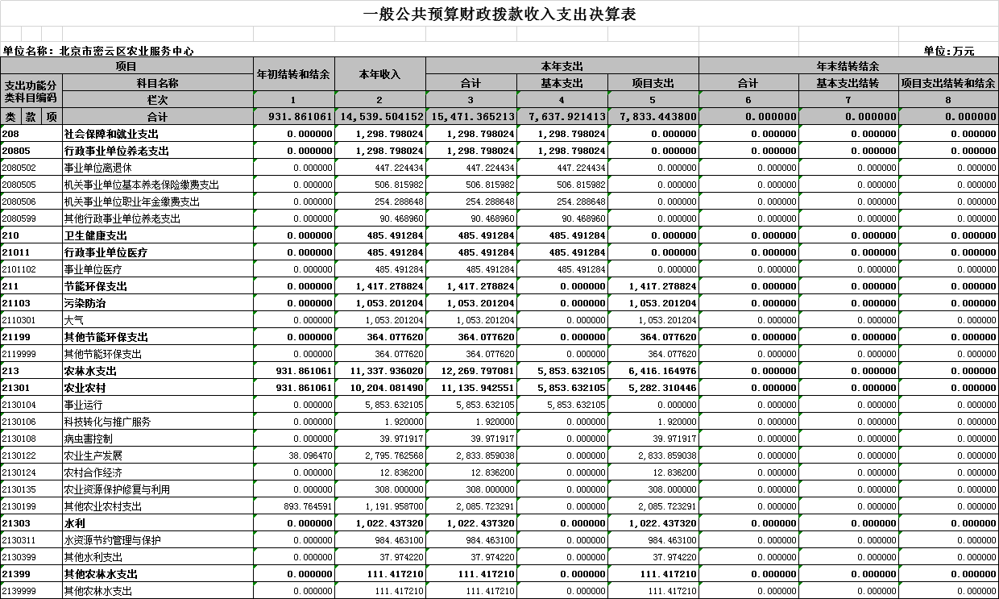 一般公共预算财政拨款收入支出决算表
单位名称：北京市密云区农业服务中心 单位:万元
项目 年初结转和结余 本年收入 本年支出 年末结转结余
支出功能分类科目编码 科目名称 合计 基本支出 项目支出 合计 基本支出结转 项目支出结转和结余
栏次 1 2 3 4 5 6 7 8
类 款 项 合计 931.861061 14,539.504152 15,471.365213 7,637.921413 7,833.443800 0.000000 0.000000 0.000000
208 社会保障和就业支出 0.000000 1,298.798024 1,298.798024 1,298.798024 0.000000 0.000000 0.000000 0.000000
20805 行政事业单位养老支出 0.000000 1,298.798024 1,298.798024 1,298.798024 0.000000 0.000000 0.000000 0.000000
2080502 事业单位离退休 0.000000 447.224434 447.224434 447.224434 0.000000 0.000000 0.000000 0.000000
2080505 机关事业单位基本养老保险缴费支出 0.000000 506.815982 506.815982 506.815982 0.000000 0.000000 0.000000 0.000000
2080506 机关事业单位职业年金缴费支出 0.000000 254.288648 254.288648 254.288648 0.000000 0.000000 0.000000 0.000000
2080599 其他行政事业单位养老支出 0.000000 90.468960 90.468960 90.468960 0.000000 0.000000 0.000000 0.000000
210 卫生健康支出 0.000000 485.491284 485.491284 485.491284 0.000000 0.000000 0.000000 0.000000
21011 行政事业单位医疗 0.000000 485.491284 485.491284 485.491284 0.000000 0.000000 0.000000 0.000000
2101102 事业单位医疗 0.000000 485.491284 485.491284 485.491284 0.000000 0.000000 0.000000 0.000000
211 节能环保支出 0.000000 1,417.278824 1,417.278824 0.000000 1,417.278824 0.000000 0.000000 0.000000
21103 污染防治 0.000000 1,053.201204 1,053.201204 0.000000 1,053.201204 0.000000 0.000000 0.000000
2110301 大气 0.000000 1,053.201204 1,053.201204 0.000000 1,053.201204 0.000000 0.000000 0.000000
21199 其他节能环保支出 0.000000 364.077620 364.077620 0.000000 364.077620 0.000000 0.000000 0.000000
2119999 其他节能环保支出 0.000000 364.077620 364.077620 0.000000 364.077620 0.000000 0.000000 0.000000
213 农林水支出 931.861061 11,337.936020 12,269.797081 5,853.632105 6,416.164976 0.000000 0.000000 0.000000
21301 农业农村 931.861061 10,204.081490 11,135.942551 5,853.632105 5,282.310446 0.000000 0.000000 0.000000
2130104 事业运行 0.000000 5,853.632105 5,853.632105 5,853.632105 0.000000 0.000000 0.000000 0.000000
2130106 科技转化与推广服务 0.000000 1.920000 1.920000 0.000000 1.920000 0.000000 0.000000 0.000000
2130108 病虫害控制 0.000000 39.971917 39.971917 0.000000 39.971917 0.000000 0.000000 0.000000
2130122 农业生产发展 38.096470 2,795.762568 2,833.859038 0.000000 2,833.859038 0.000000 0.000000 0.000000
2130124 农村合作经济 0.000000 12.836200 12.836200 0.000000 12.836200 0.000000 0.000000 0.000000
2130135 农业资源保护修复与利用 0.000000 308.000000 308.000000 0.000000 308.000000 0.000000 0.000000 0.000000
2130199 其他农业农村支出 893.764591 1,191.958700 2,085.723291 0.000000 2,085.723291 0.000000 0.000000 0.000000
21303 水利 0.000000 1,022.437320 1,022.437320 0.000000 1,022.437320 0.000000 0.000000 0.000000
2130311 水资源节约管理与保护 0.000000 984.463100 984.463100 0.000000 984.463100 0.000000 0.000000 0.000000
2130399 其他水利支出 0.000000 37.974220 37.974220 0.000000 37.974220 0.000000 0.000000 0.000000
21399 其他农林水支出 0.000000 111.417210 111.417210 0.000000 111.417210 0.000000 0.000000 0.000000
2139999 其他农林水支出 0.000000 111.417210 111.417210 0.000000 111.417210 0.000000 0.000000 0.000000